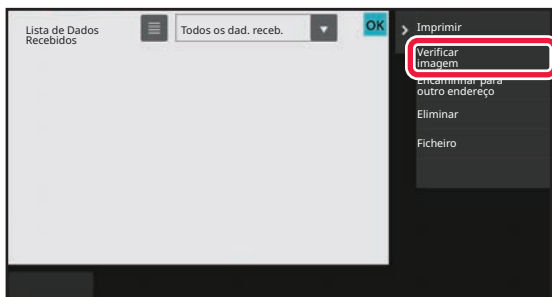 Lista de Dados
Recebidos
Todos os dad. receb.
OK
Imprimir
Verificar
imagem
Encaminhar para
outro endereço
Eliminar
Ficheiro